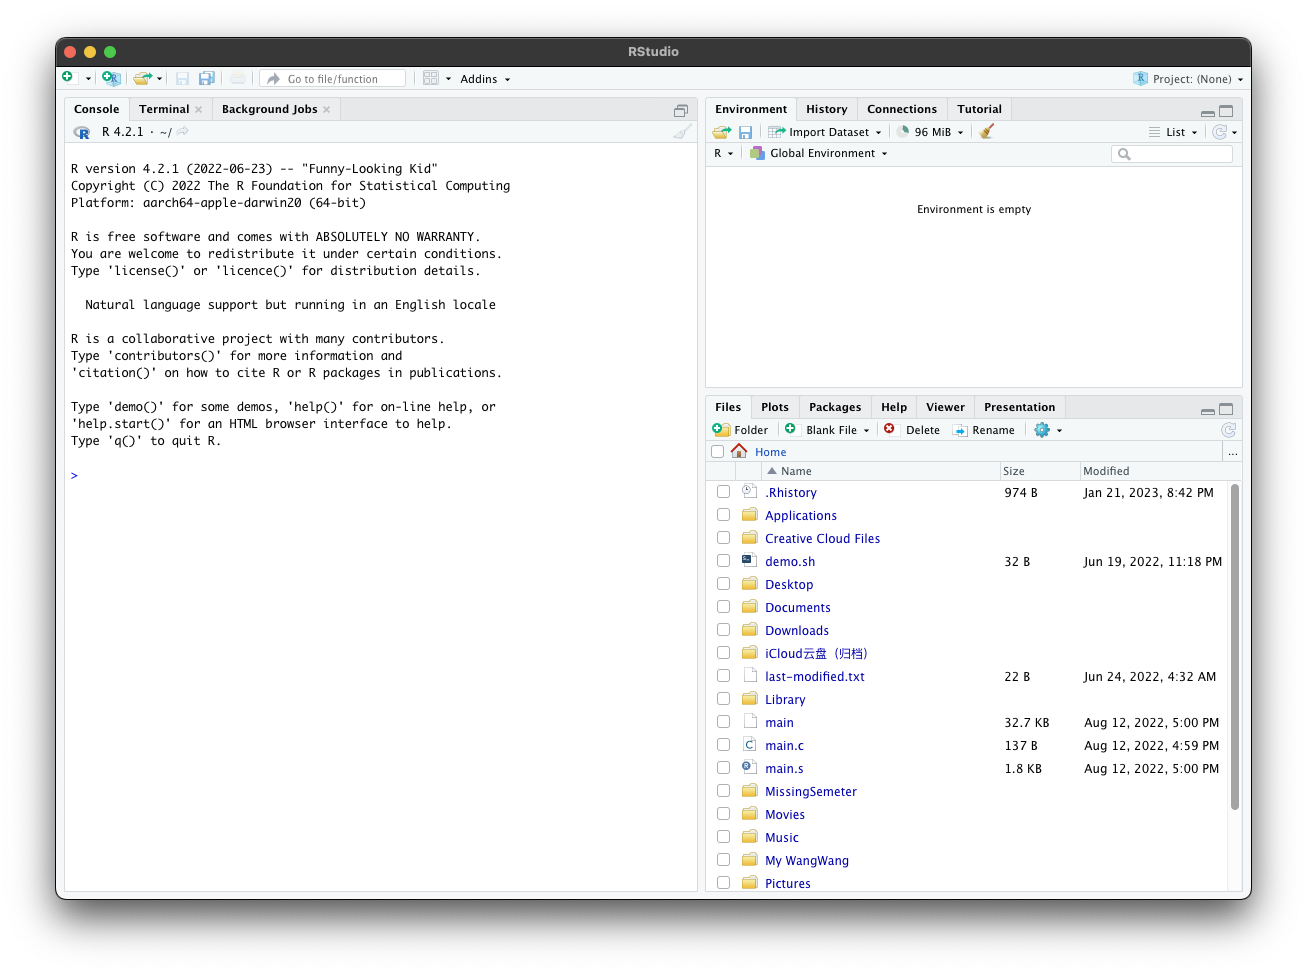 RStudio
Go to file/function
Addins
Project: (None)
Console Terminal Background Jobs
R 4.2.1 · ~/
R version 4.2.1 (2022-06-23) -- "Funny-Looking Kid"
Copyright (C) 2022 The R Foundation for Statistical Computing
Platform: aarch64-apple-darwin20 (64-bit)
R is free software and comes with ABSOLUTELY NO WARRANTY.
You are welcome to redistribute it under certain conditions.
Type 'license()' or 'licence()' for distribution details.
Natural language support but running in an English locale
R is a collaborative project with many contributors.
Type 'contributors()' for more information and
'citation()' on how to cite R or R packages in publications.
Type 'demo()' for some demos, 'help()' for on-line help, or
'help.start()' for an HTML browser interface to help.
Type 'q()' to quit R.
>
Environment History Connections Tutorial
Import Dataset 96 MiB List
R Global Environment
Environment is empty
Files Plots Packages Help Viewer Presentation
Folder Blank File Delete Rename
Home ...
Name Size Modified
.Rhistory 974 B Jan 21, 2023, 8:42 PM
Applications
Creative Cloud Files
demo.sh 32 B Jun 19, 2022, 11:18 PM
Desktop
Documents
Downloads
iCloud云盘（归档）
last-modified.txt 22 B Jun 24, 2022, 4:32 AM
Library
main 32.7 KB Aug 12, 2022, 5:00 PM
main.c 137 B Aug 12, 2022, 4:59 PM
main.s 1.8 KB Aug 12, 2022, 5:00 PM
MissingSemeter
Movies
Music
My WangWang
Pictures